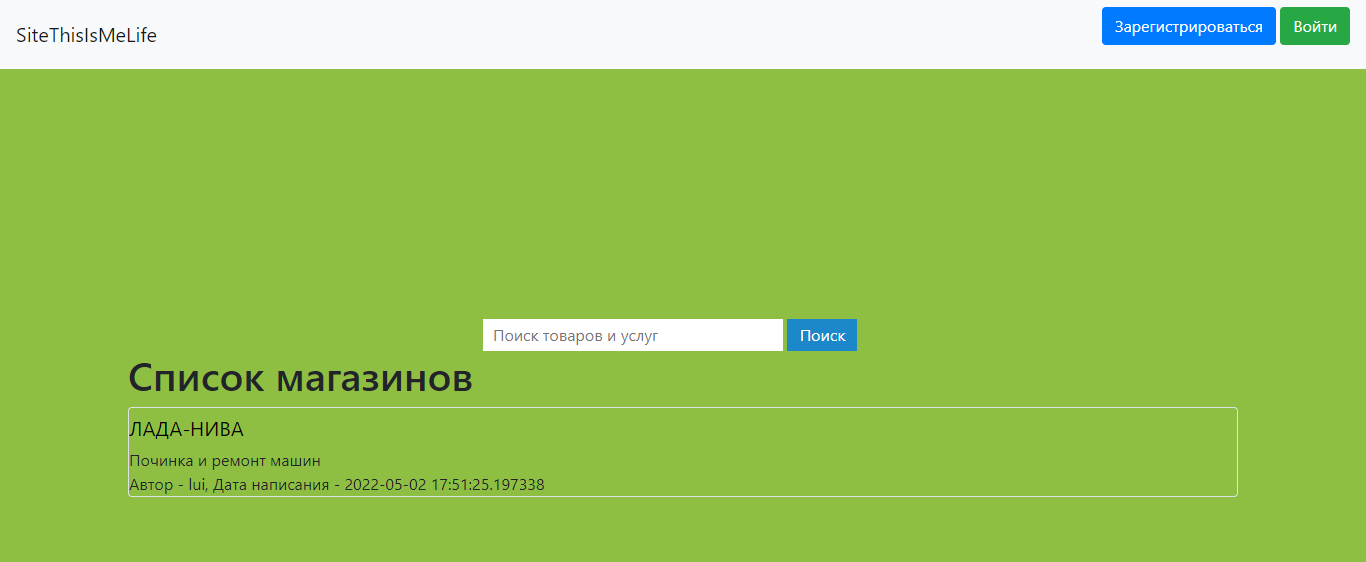 SiteThisIsMeLife
Зарегистрироваться
Войти
Поиск товаров и услуг
Поиск
Список магазинов
ЛАДА-НИВА
Починка и ремонт машин
Автор - lui, Дата написания - 2022-05-02 17:51:25.197338